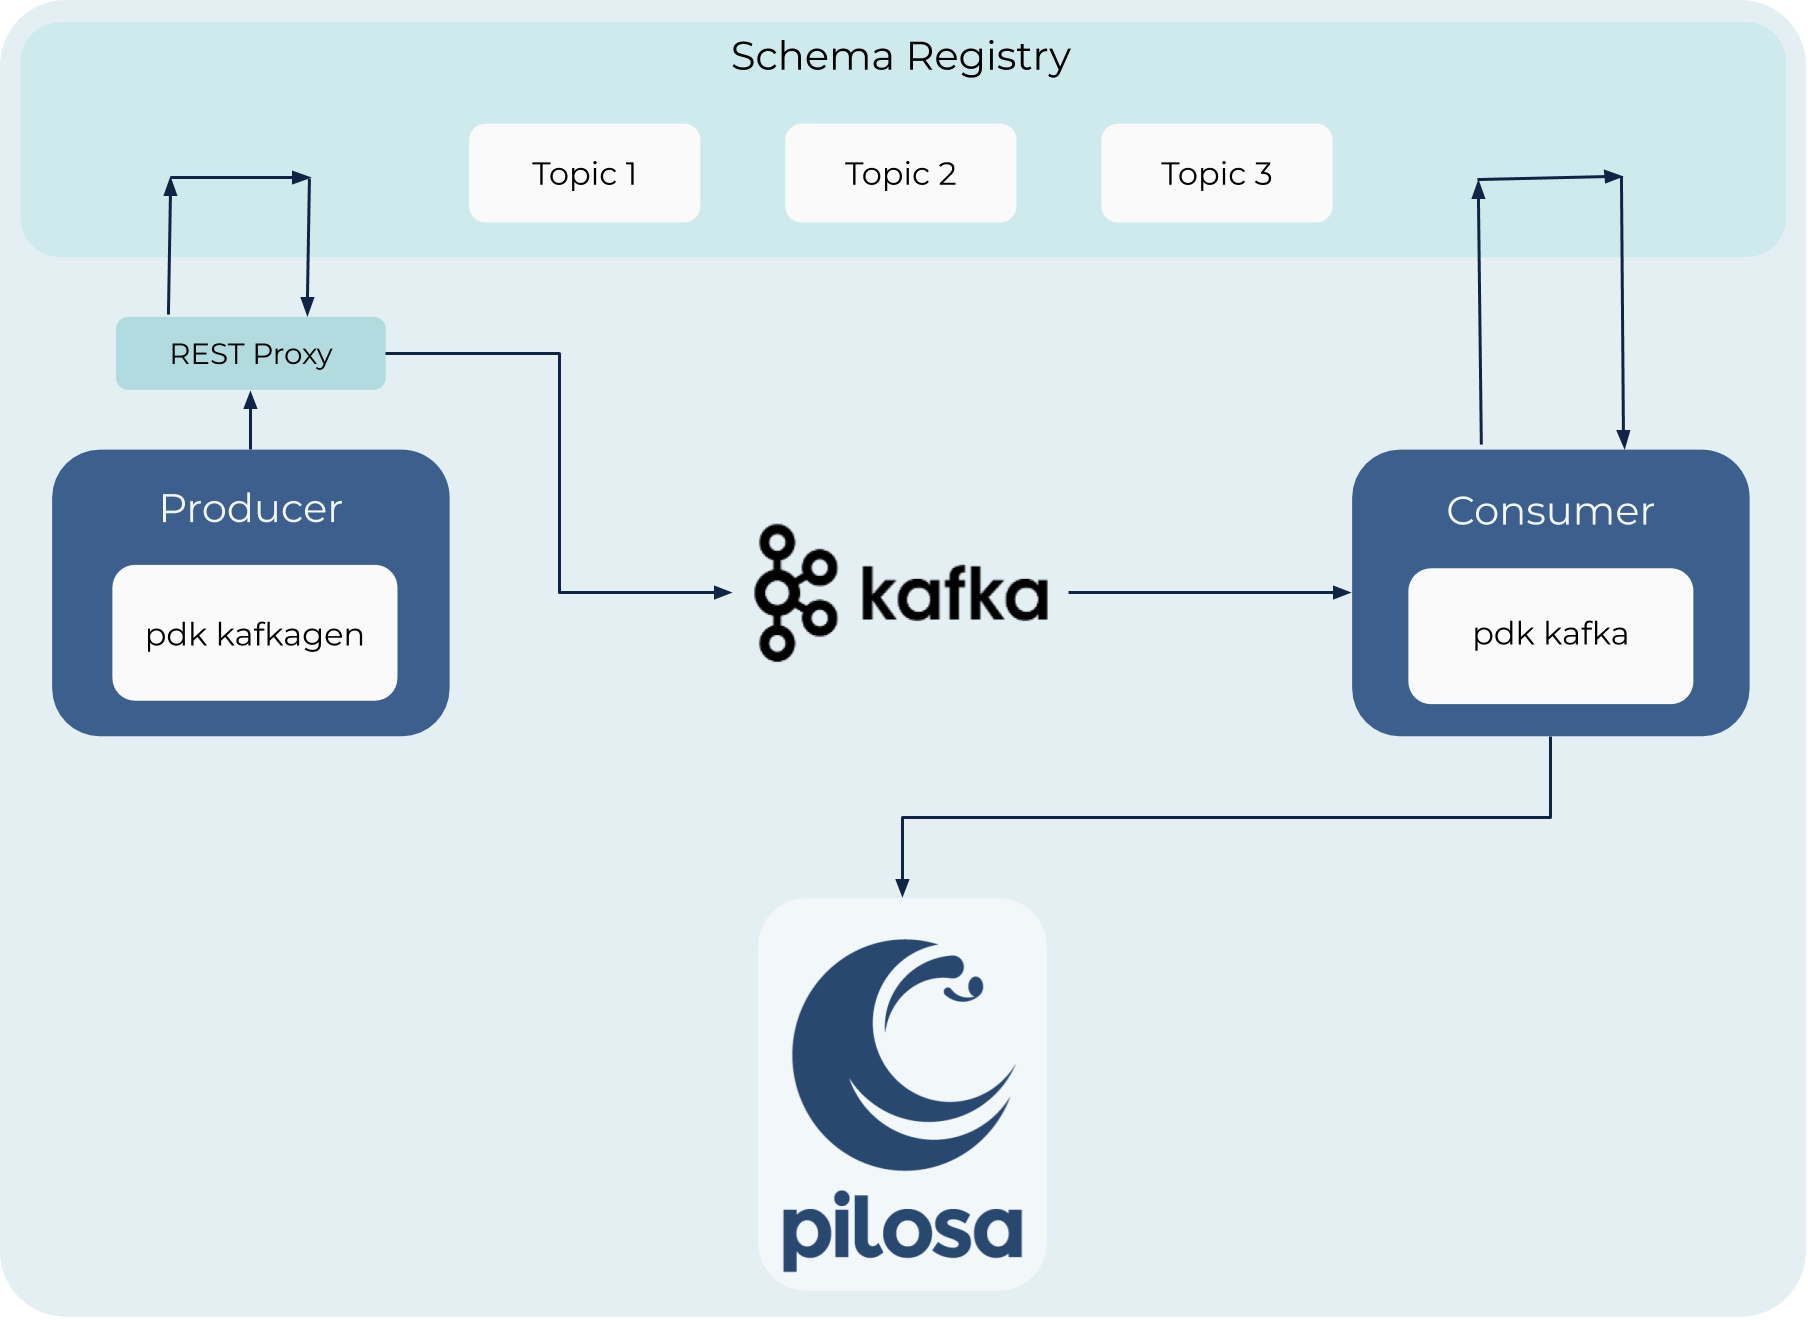 Schema Registry
Topic 1
Topic 2
Topic 3
REST Proxy
Producer
pdk kafkagen
kafka
Consumer
pdk kafka
pilosa